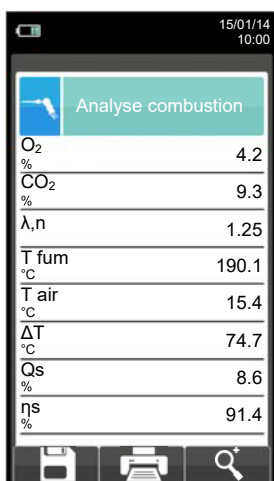 15/01/14
10:00
Analyse combustion
O₂
% 4.2
CO₂
% 9.3
λ,n 1.25
T fum
°C 190.1
T air
°C 15.4
ΔT
°C 74.7
Qs
% 8.6
ηs
% 91.4